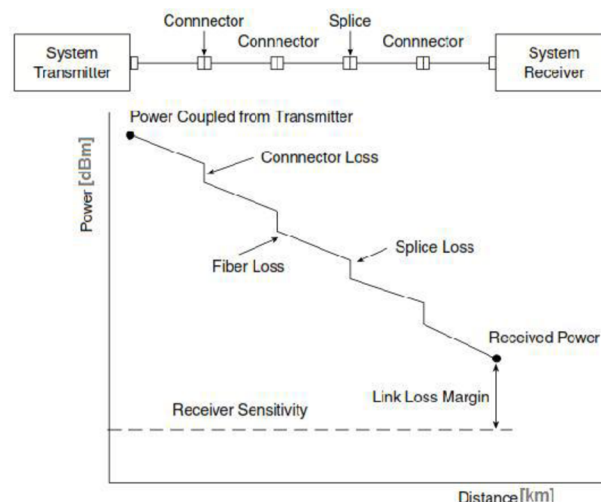 Connnector
Splice
System
Transmitter
Connnector
Connnector
System
Receiver
Power Coupled from Transmitter
Connnector Loss
Power [dBm]
Fiber Loss
Splice Loss
Received Power
Link Loss Margin
Receiver Sensitivity
Distance [km]